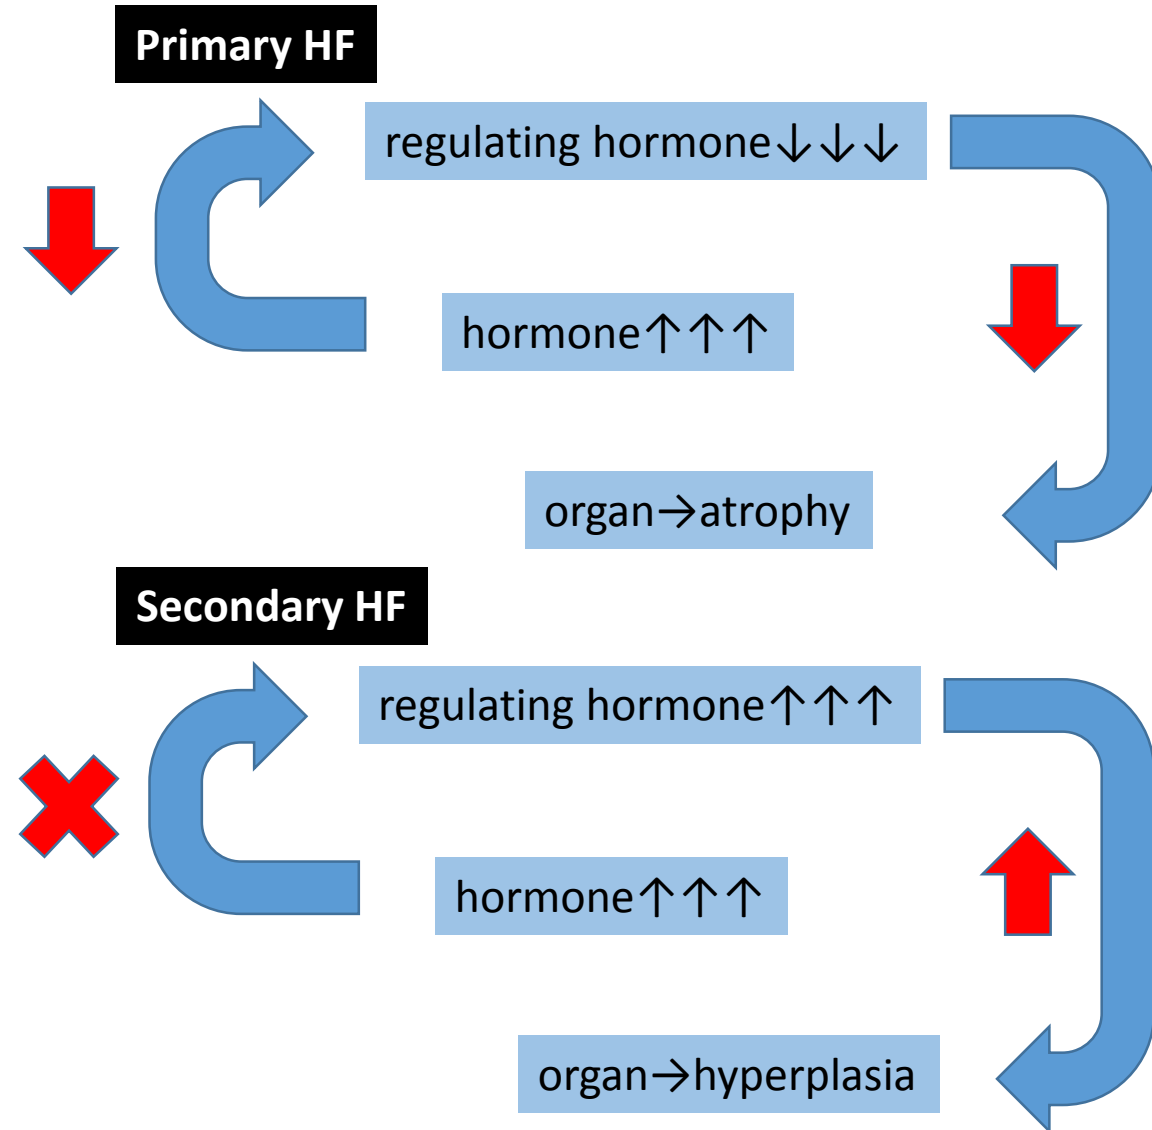 Primary HF
regulating hormone↓↓↓
hormone↑↑↑
organ→atrophy
Secondary HF
regulating hormone↑↑↑
hormone↑↑↑
organ→hyperplasia